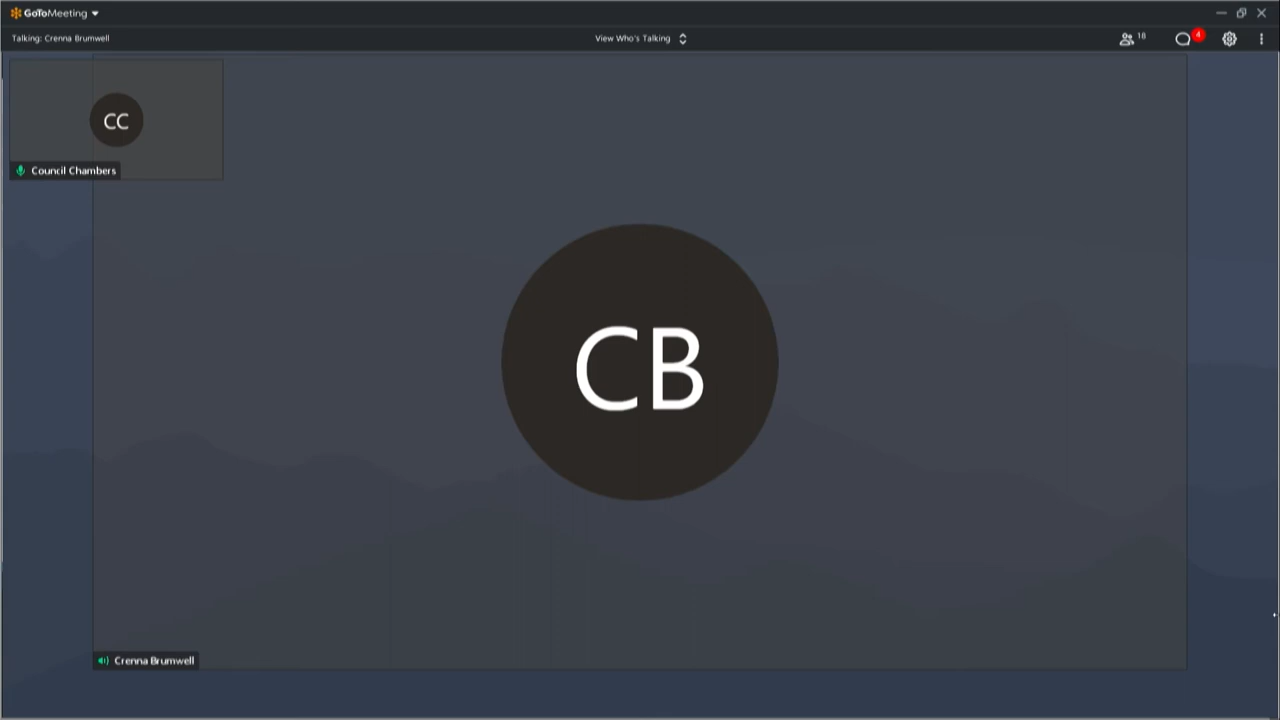 GoToMeeting
Talking: Crenna Brumwell
View Who's Talking
18
4
CC
Council Chambers
CB
Crenna Brumwell